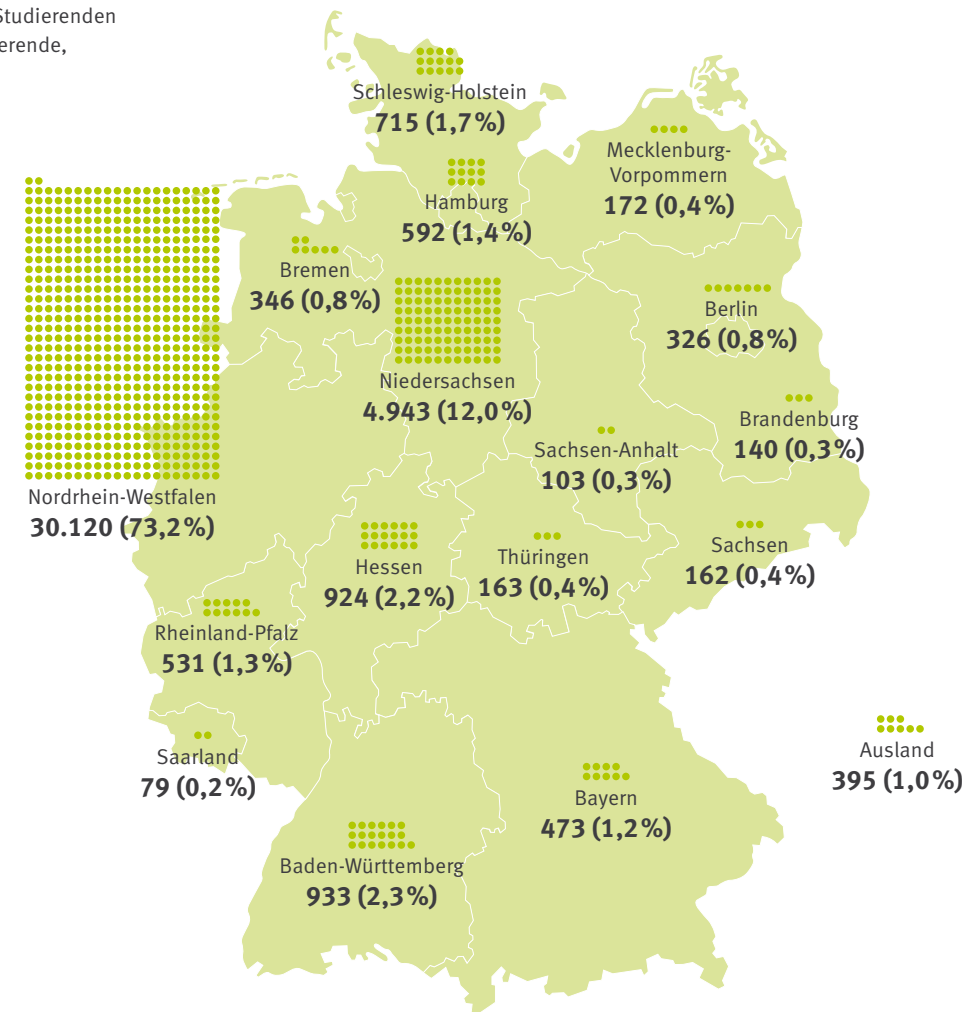 Studierenden
Schleswig-Holstein
715 (1,7%)
Mecklenburg-
Vorpommern
172 (0,4%)
Hamburg
592 (1,4%)
Bremen
346 (0,8%)
Berlin
326 (0,8%)
Niedersachsen
4.943 (12,0%)
Brandenburg
140 (0,3%)
Sachsen-Anhalt
103 (0,3%)
Nordrhein-Westfalen
30.120 (73,2%)
Sachsen
162 (0,4%)
Thüringen
163 (0,4%)
Hessen
924 (2,2%)
Rheinland-Pfalz
531 (1,3%)
Saarland
79 (0,2%)
Ausland
395 (1,0%)
Bayern
473 (1,2%)
Baden-Württemberg
933 (2,3%)